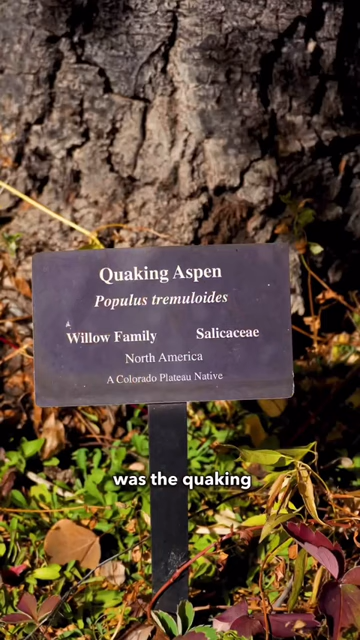 Quaking Aspen
Populus tremuloides
Willow Family Salicaceae
North America
A Colorado Plateau Native
was the quaking